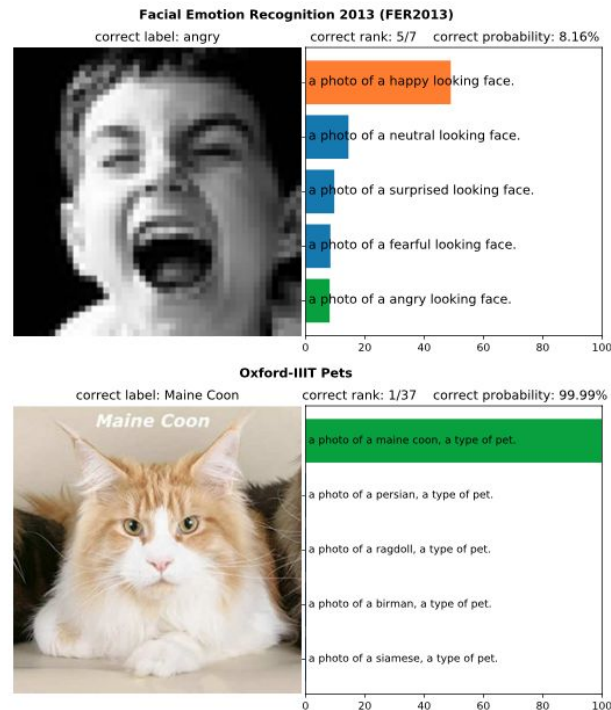 Facial Emotion Recognition 2013 (FER2013)
correct label: angry correct rank: 5/7 correct probability: 8.16%
a photo of a happy looking face.
a photo of a neutral looking face.
a photo of a surprised looking face.
a photo of a fearful looking face.
a photo of a angry looking face.
0 20 40 60 80 100
Oxford-IIIT Pets
correct label: Maine Coon correct rank: 1/37 correct probability: 99.99%
Maine Coon
a photo of a maine coon, a type of pet.
a photo of a persian, a type of pet.
a photo of a ragdoll, a type of pet.
a photo of a birman, a type of pet.
a photo of a siamese, a type of pet.
0 20 40 60 80 100